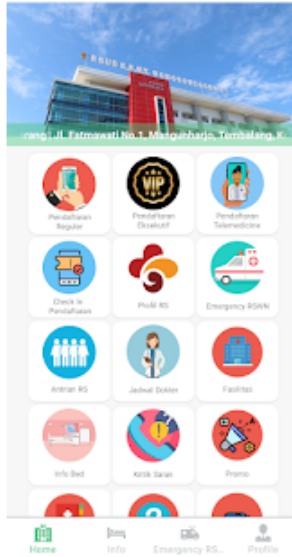 rang | Jl. Fatmawati No.1, Mangunharjo, Tembalang, K
VIP
Pendaftaran
Reguler
Pendaftaran
Eksekutif
Pendaftaran
Telemedicine
Check In
Pendaftaran
Profil RS
Emergency RSWN
Antrian RS
Jadwal Dokter
Fasilitas
Info Bed
Kritik Saran
Promo
Home
Info
Emergency RS...
Profile